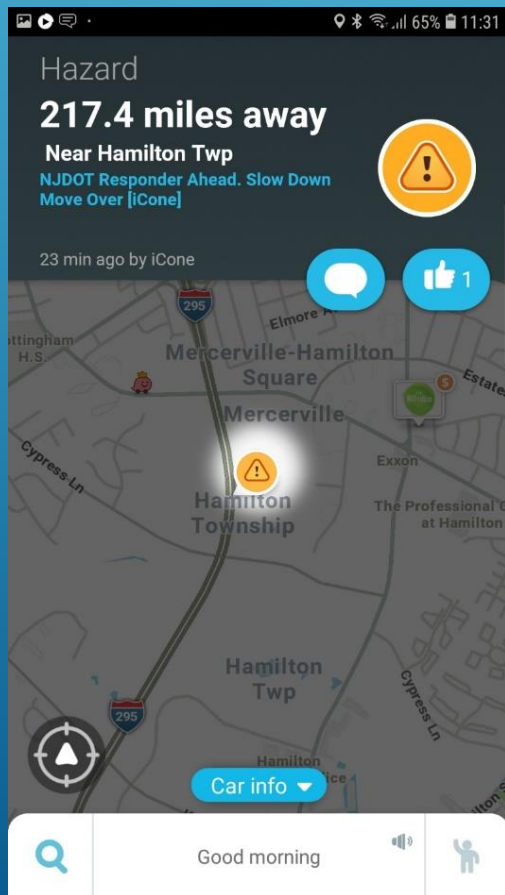 65% 11:31
Hazard
217.4 miles away
Near Hamilton Twp
NJDOT Responder Ahead. Slow Down
Move Over [iCone]
23 min ago by iCone
1
295
Elmore
ttingham
H.S.
Mercerville-Hamilton
Square
Estate
Mercerville
Cypress-Ln
Exxon
Hamilton
Township
The Professional
at Hamilton
Hamilton
Twp
Cypress-Ln
295
Hamilton
ice
Car info
Good morning